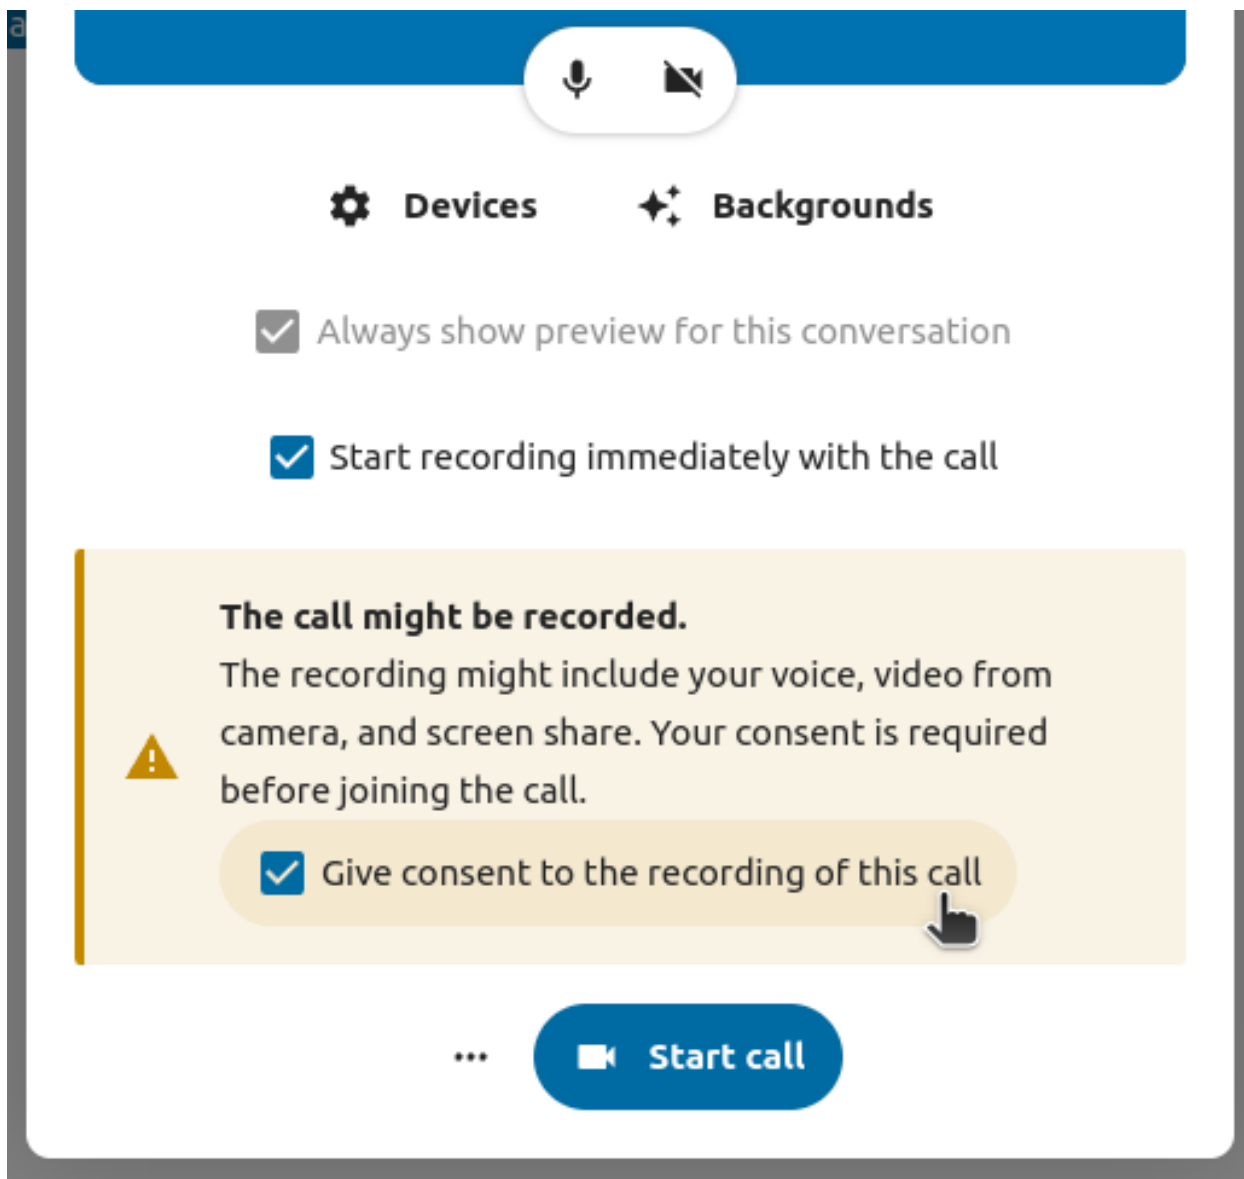 a
Devices
Backgrounds
Always show preview for this conversation
Start recording immediately with the call
The call might be recorded.
The recording might include your voice, video from
camera, and screen share. Your consent is required
before joining the call.
Give consent to the recording of this call
Start call